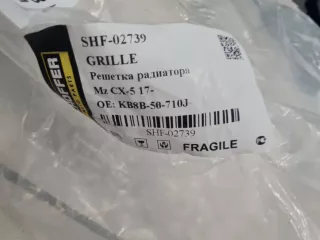 SHF-02739
GRILLE
Решетка радиатора
Mz CX-5 17-
OE: KB8B-50-710J
SHF-02739
FRAGILE